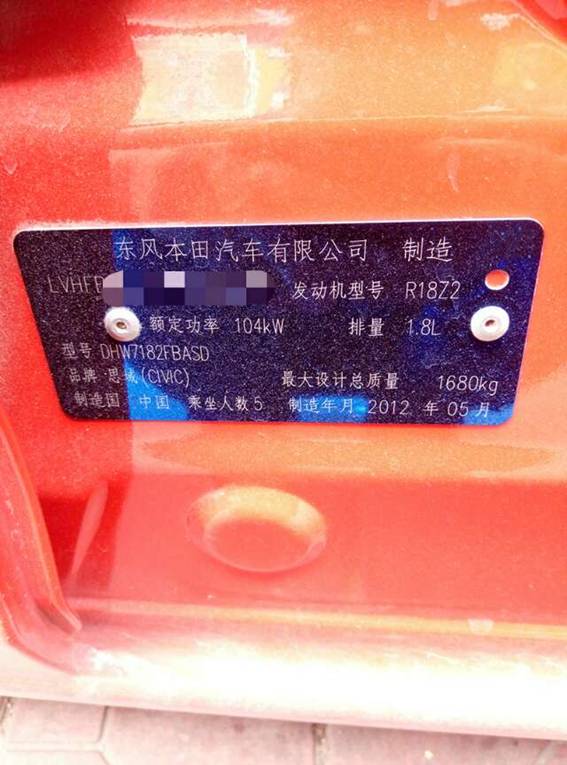 东风本田汽车有限公司 制造
LVHFB 发动机型号 R18Z2
额定功率 104kW 排量 1.8L
型号 DHW7182FBASD
品牌 思域(CIVIC) 最大设计总质量 1680kg
制造国 中国 乘坐人数 5 制造年月 2012 年 05 月